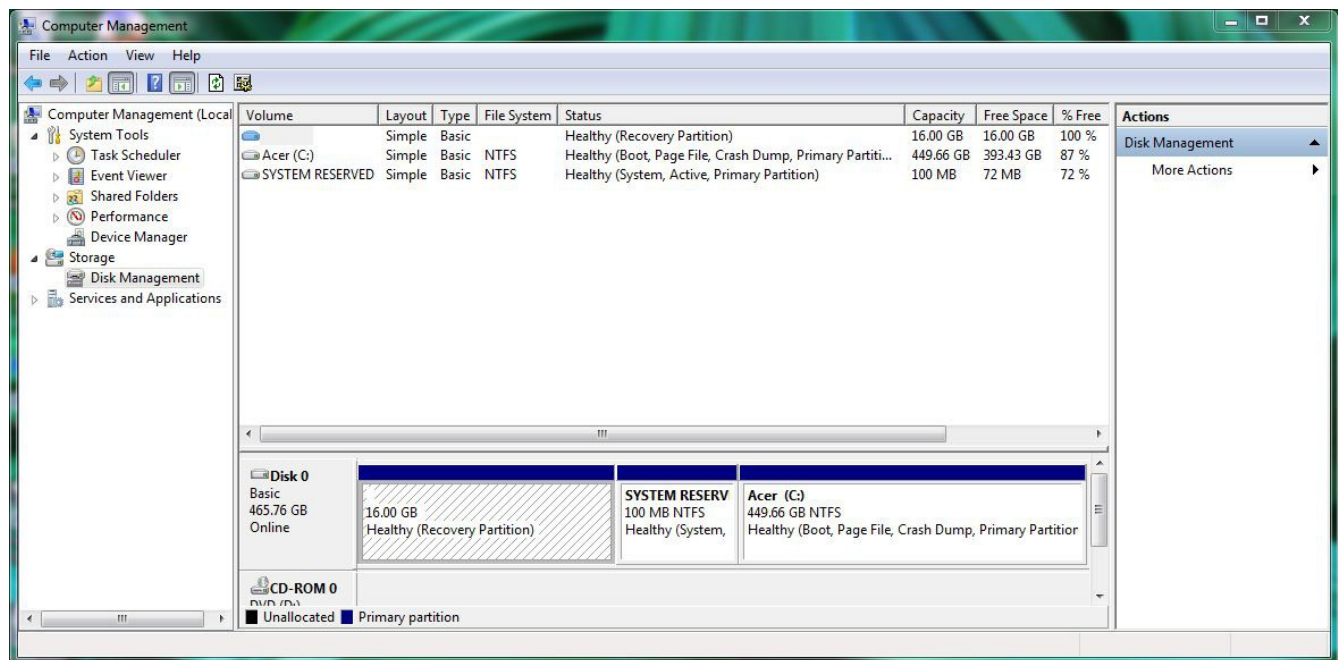 Computer Management
File Action View Help
Computer Management (Local
System Tools
Task Scheduler
Event Viewer
Shared Folders
Performance
Device Manager
Storage
Disk Management
Services and Applications
Volume Layout Type File System Status Capacity Free Space % Free
Simple Basic Healthy (Recovery Partition) 16.00 GB 16.00 GB 100 %
Acer (C:) Simple Basic NTFS Healthy (Boot, Page File, Crash Dump, Primary Partiti... 449.66 GB 393.43 GB 87 %
SYSTEM RESERVED Simple Basic NTFS Healthy (System, Active, Primary Partition) 100 MB 72 MB 72 %
Disk 0
Basic
465.76 GB
Online
16.00 GB
Healthy (Recovery Partition)
SYSTEM RESERV
100 MB NTFS
Healthy (System,
Acer (C:)
449.66 GB NTFS
Healthy (Boot, Page File, Crash Dump, Primary Partition
CD-ROM 0
DVD (D:)
Unallocated Primary partition
Actions
Disk Management
More Actions